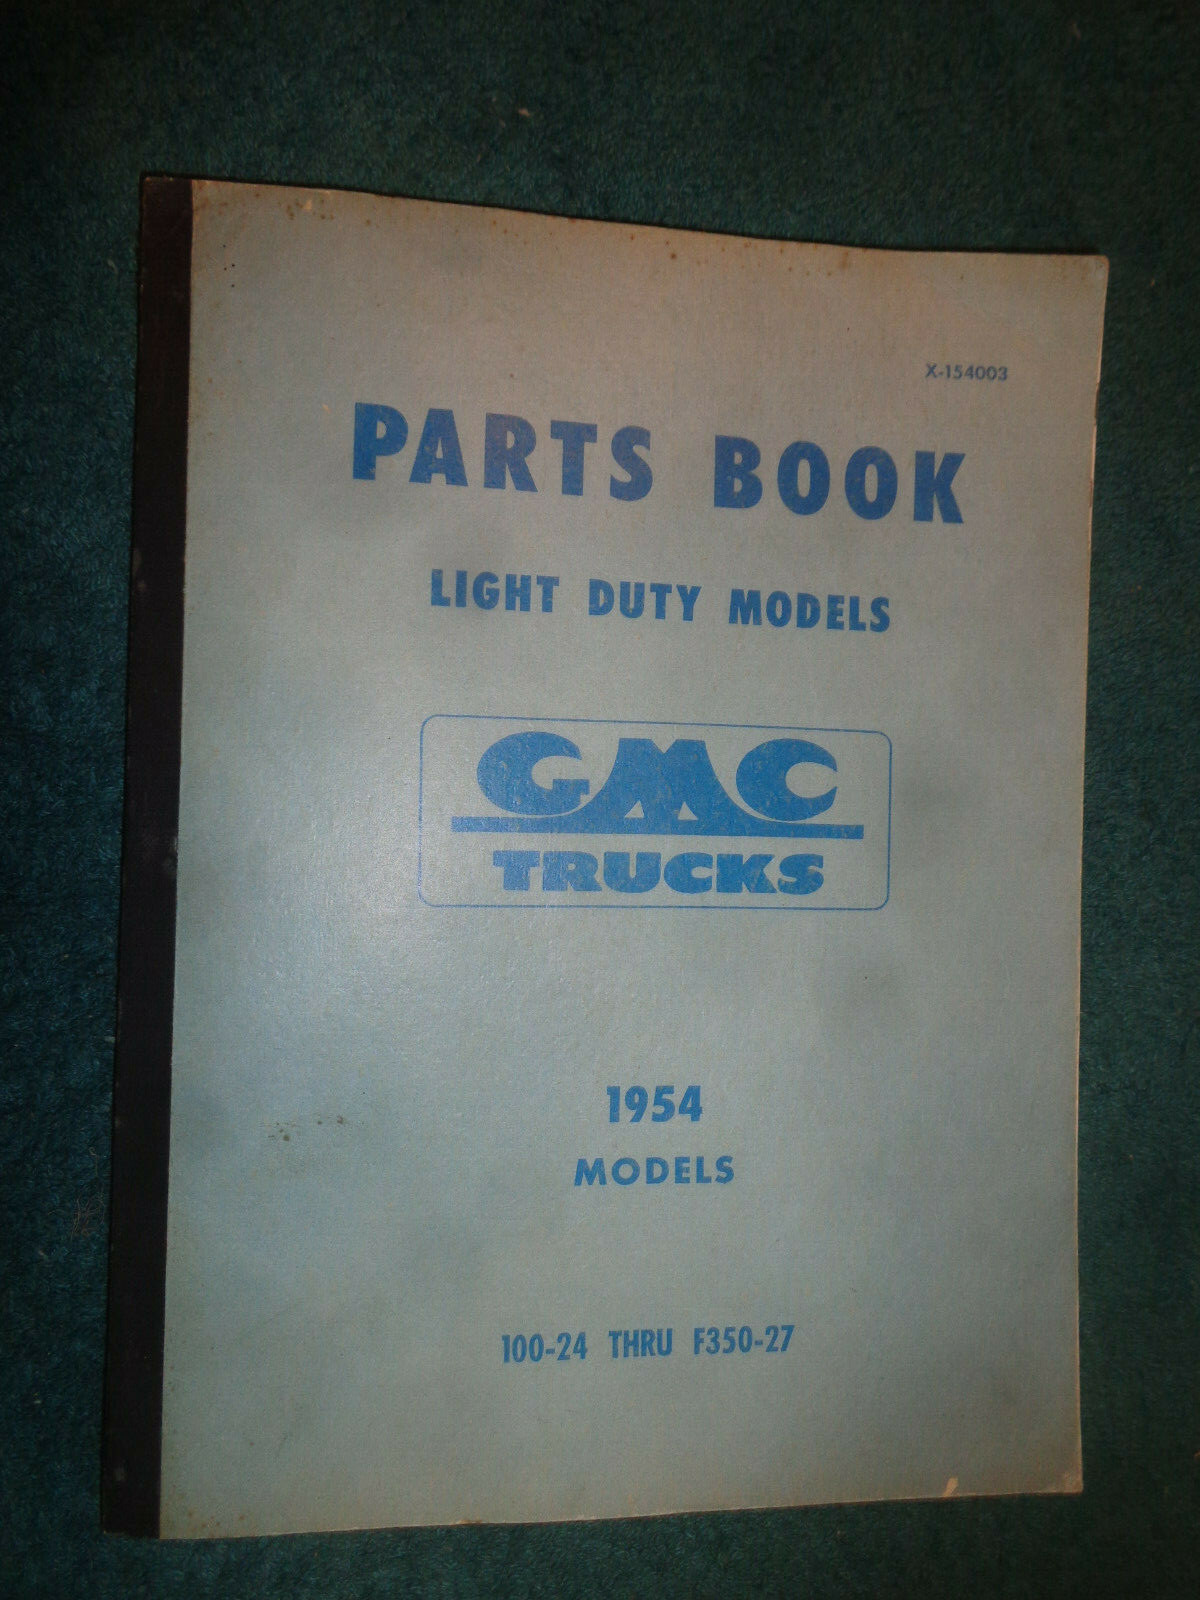 X-154003
PARTS BOOK
LIGHT DUTY MODELS
GMC
TRUCKS
1954
MODELS
100-24 THRU F350-27